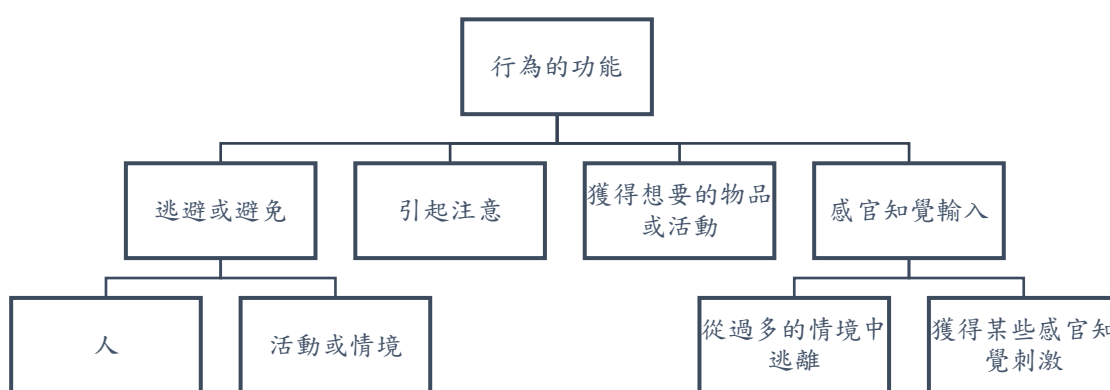 行為的功能
逃避或避免
引起注意
獲得想要的物品
或活動
感官知覺輸入
人
活動或情境
從過多的情境中
逃離
獲得某些感官知
覺刺激